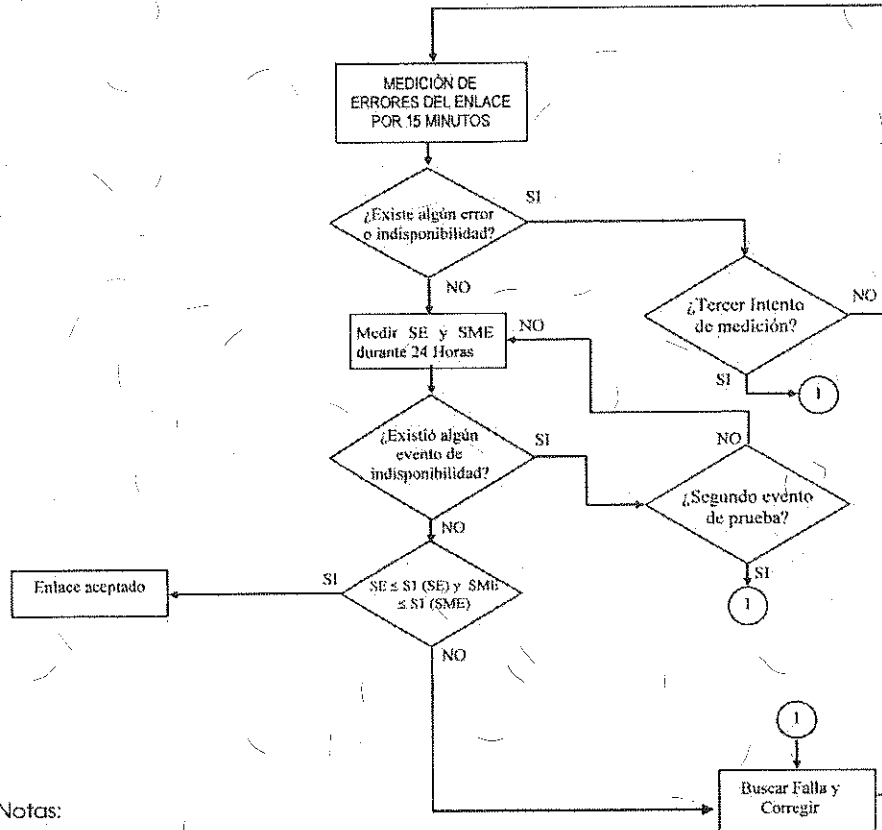 MEDICIÓN DE
ERRORES DEL ENLACE
POR 15 MINUTOS
¿Existe algún error
o indisponibilidad?
SI
NO
¿Tercer Intento
de medición?
NO
SI
1
Medir SE y SME
durante 24 Horas
NO
¿Existió algún
evento de
indisponibilidad?
SI
NO
NO
¿Segundo evento
de prueba?
SI
1
SE ≤ S1 (SE) y SME
≤ S1 (SME)
SI
Enlace aceptado
NO
1
Buscar Falla y
Corregir
Notas: